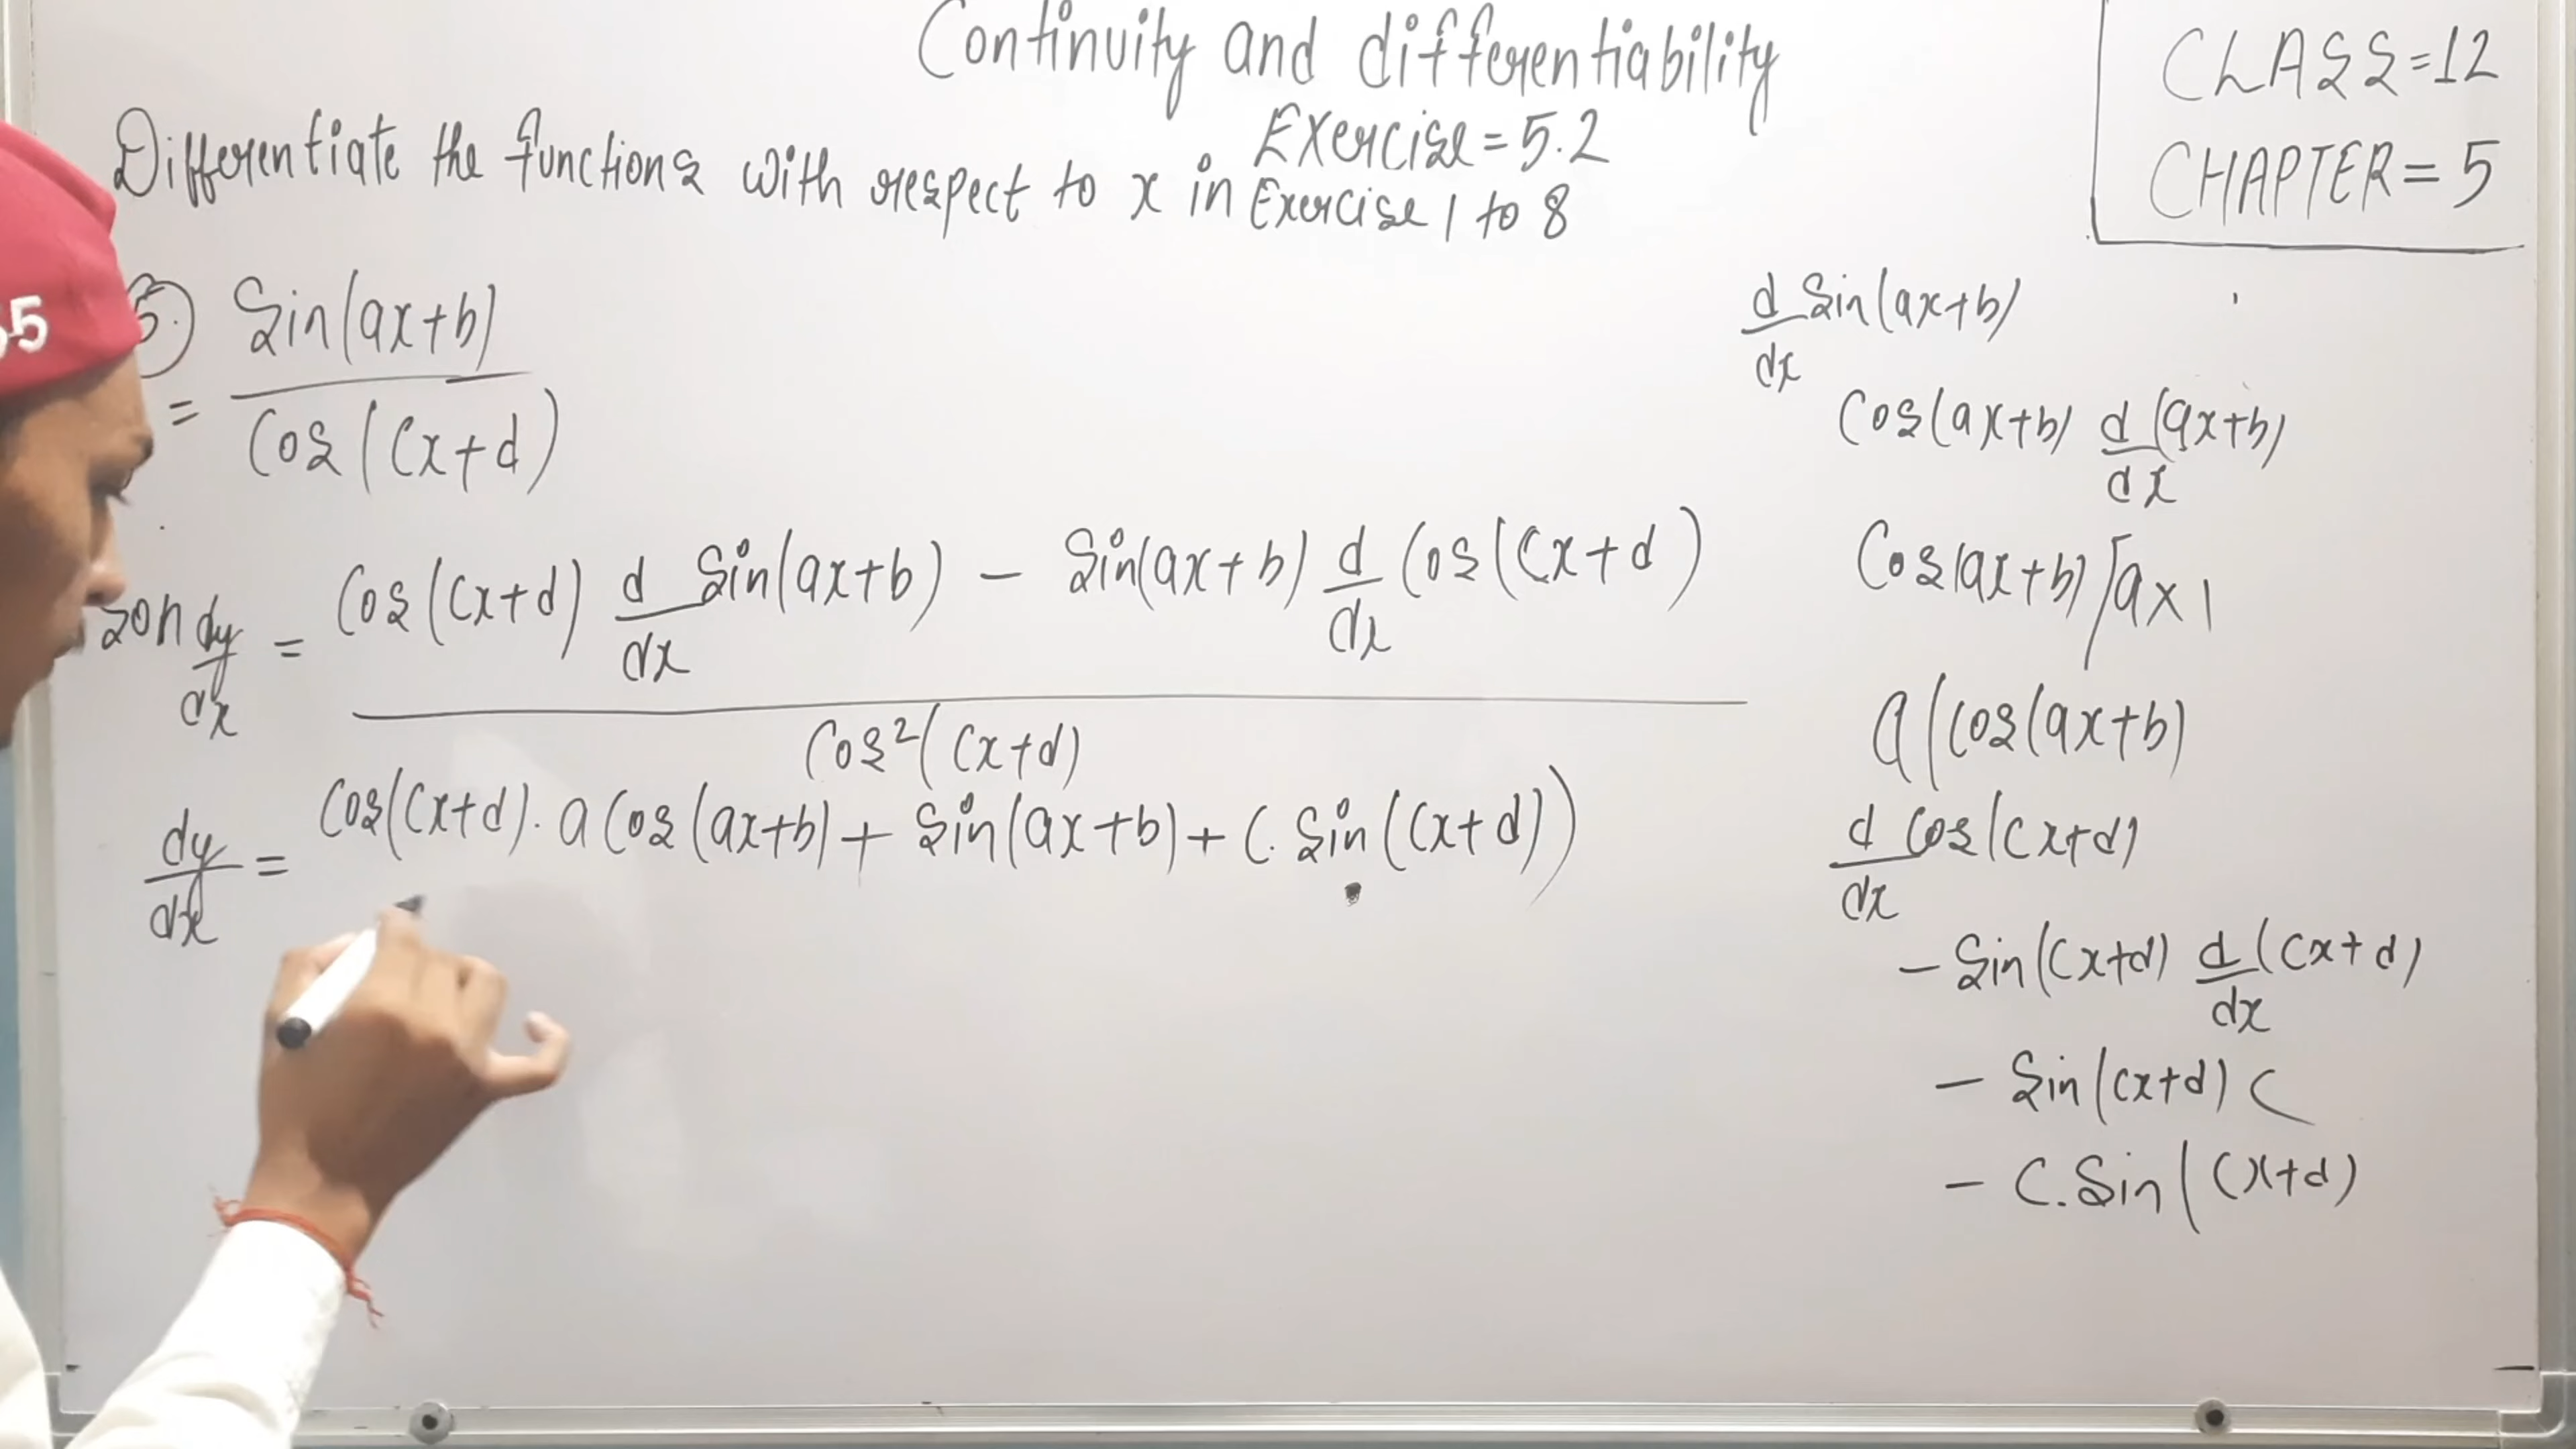 Continuity and differentiability
CLASS=12
CHAPTER=5
Exercise=5.2
Differentiate the functions with respect to x in Exercise 1 to 8
5
5.
= Sin(ax+b)
Cos(cx+d)
son dy/dx = Cos(cx+d) d/dx Sin(ax+b) - Sin(ax+b) d/dx Cos(cx+d)
Cos²(cx+d)
dy/dx = Cos(cx+d). a Cos(ax+b) + Sin(ax+b) + C. Sin(cx+d))
d/dx Sin(ax+b)
Cos(ax+b) d/dx (ax+b)
Cos(ax+b) [a×1
a(cos(ax+b)
d/dx Cos(cx+d)
- Sin(cx+d) d/dx (cx+d)
- Sin(cx+d) c
- C.Sin(cx+d)